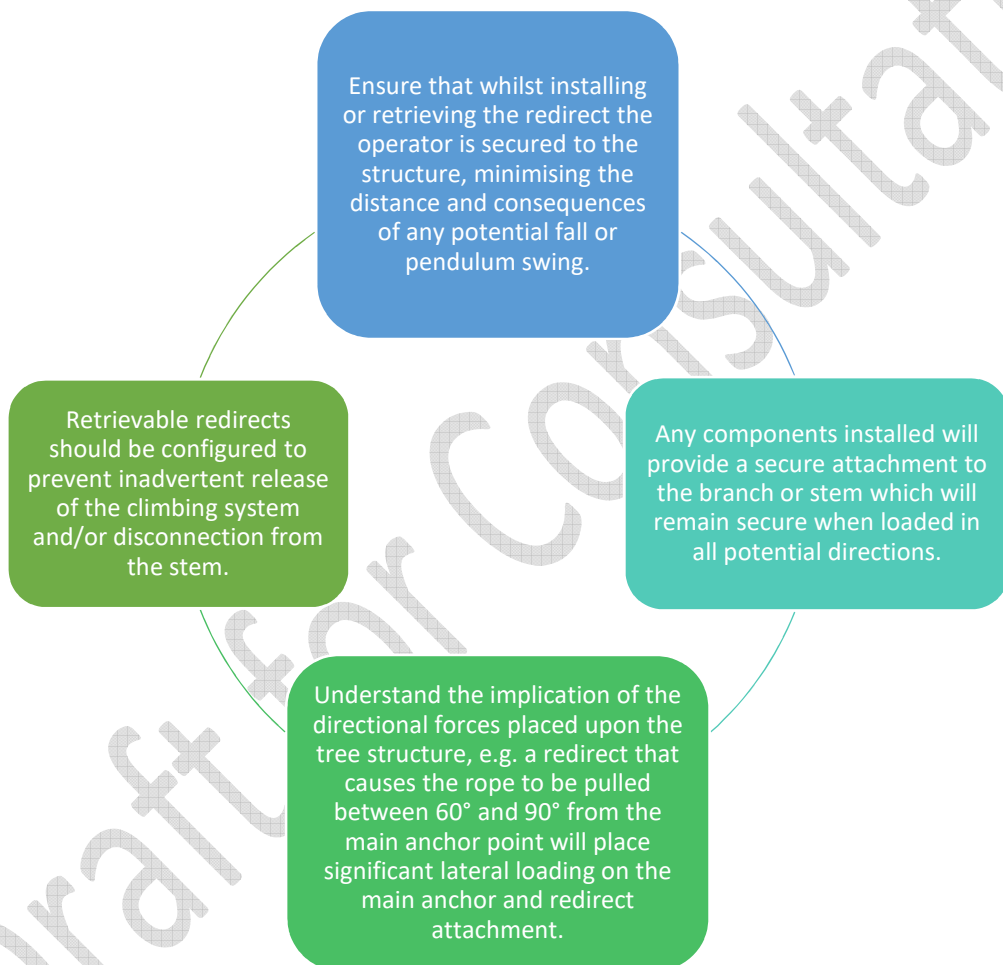 Ensure that whilst installing
or retrieving the redirect the
operator is secured to the
structure, minimising the
distance and consequences
of any potential fall or
pendulum swing.
Retrievable redirects
should be configured to
prevent inadvertent release
of the climbing system
and/or disconnection from
the stem.
Any components installed will
provide a secure attachment to
the branch or stem which will
remain secure when loaded in
all potential directions.
Understand the implication of the
directional forces placed upon the
tree structure, e.g. a redirect that
causes the rope to be pulled
between 60° and 90° from the
main anchor point will place
significant lateral loading on the
main anchor and redirect
attachment.
Draft for Consultat